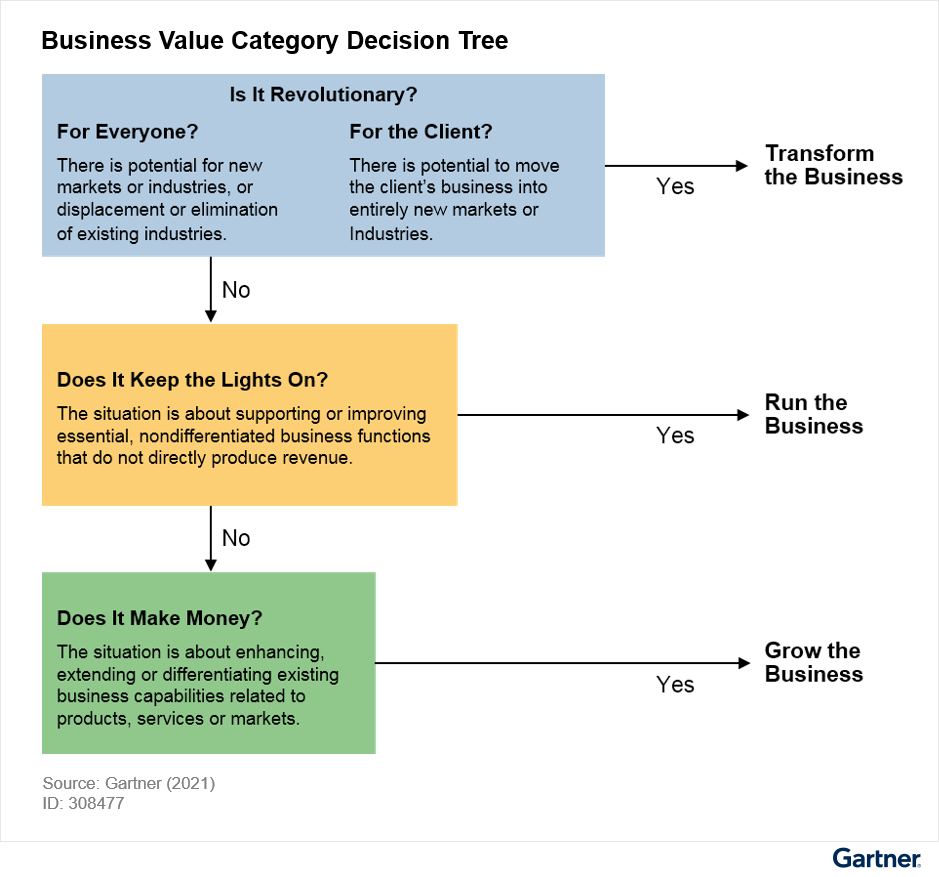 Business Value Category Decision Tree
Is It Revolutionary?
For Everyone?
There is potential for new
markets or industries, or
displacement or elimination
of existing industries.
For the Client?
There is potential to move
the client's business into
entirely new markets or
Industries.
Yes
Transform
the Business
No
Does It Keep the Lights On?
The situation is about supporting or improving
essential, nondifferentiated business functions
that do not directly produce revenue.
Yes
Run the
Business
No
Does It Make Money?
The situation is about enhancing,
extending or differentiating existing
business capabilities related to
products, services or markets.
Yes
Grow the
Business
Source: Gartner (2021)
ID: 308477
Gartner